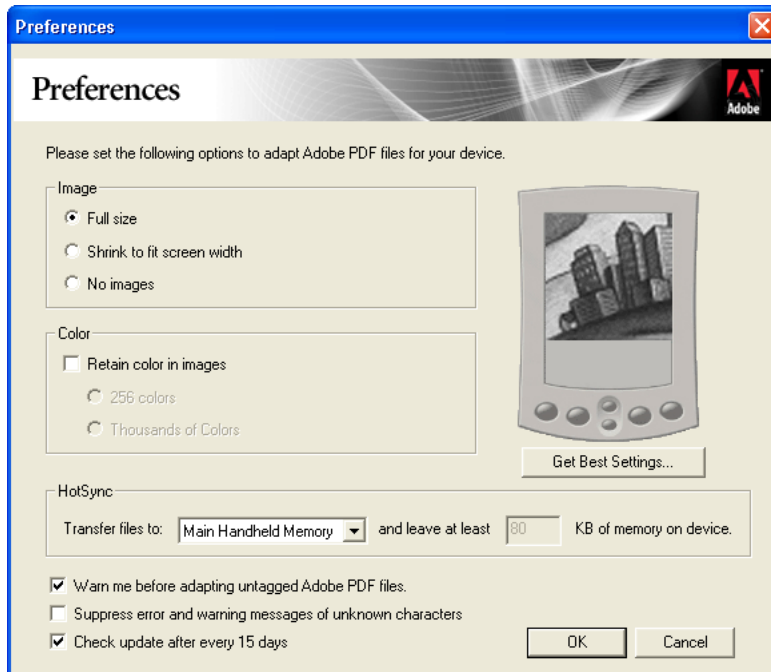 Preferences
Preferences
Adobe
Please set the following options to adapt Adobe PDF files for your device.
Image
Full size
Shrink to fit screen width
No images
Color
Retain color in images
256 colors
Thousands of Colors
Get Best Settings...
HotSync
Transfer files to: Main Handheld Memory and leave at least 80 KB of memory on device.
Warn me before adapting untagged Adobe PDF files.
Suppress error and warning messages of unknown characters
Check update after every 15 days
OK Cancel